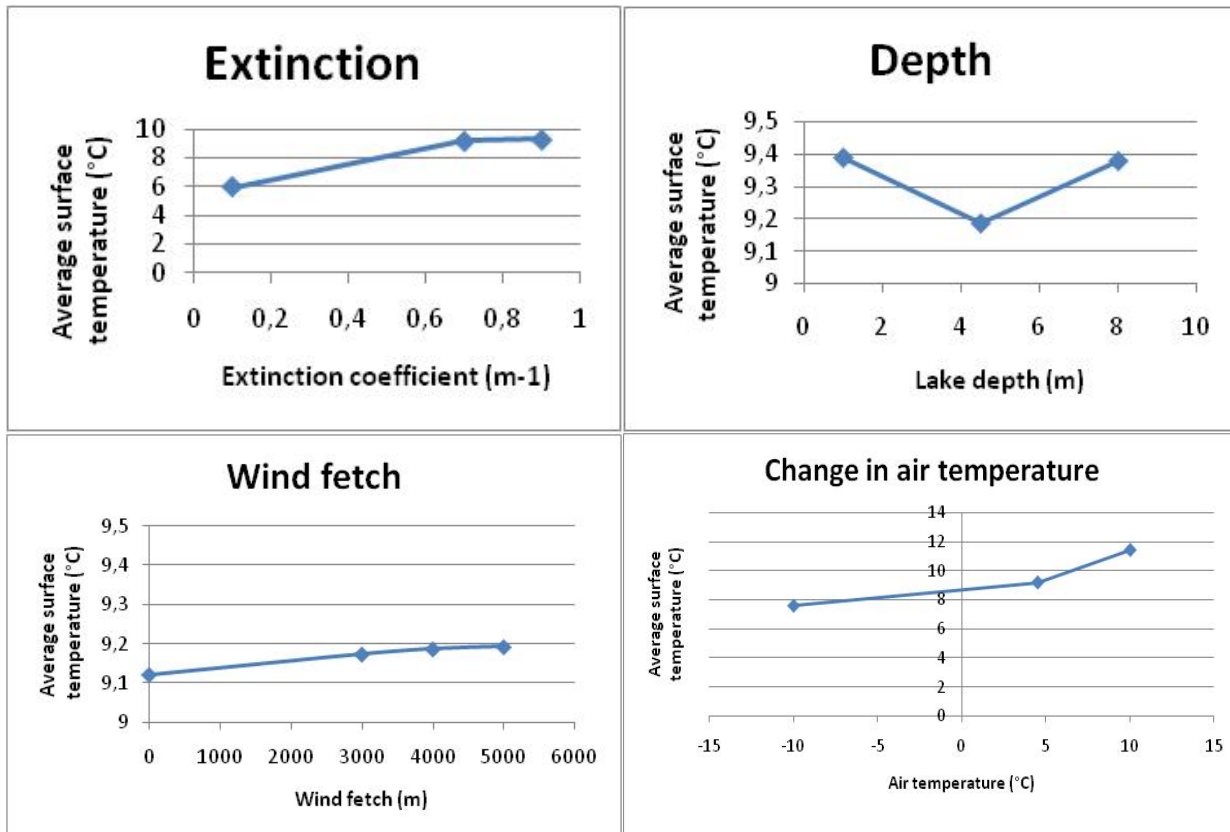 Extinction
Average surface
temperature (°C)
10
8
6
4
2
0
0 0,2 0,4 0,6 0,8 1
Extinction coefficient (m-1)
Depth
Average surface
temperature (°C)
9,5
9,4
9,3
9,2
9,1
9
0 2 4 6 8 10
Lake depth (m)
Wind fetch
Average surface
temperature (°C)
9,5
9,4
9,3
9,2
9,1
9
0 1000 2000 3000 4000 5000 6000
Wind fetch (m)
Change in air temperature
Average surface
temperature (°C)
14
12
10
8
6
4
2
0
-15 -10 -5 0 5 10 15
Air temperature (°C)